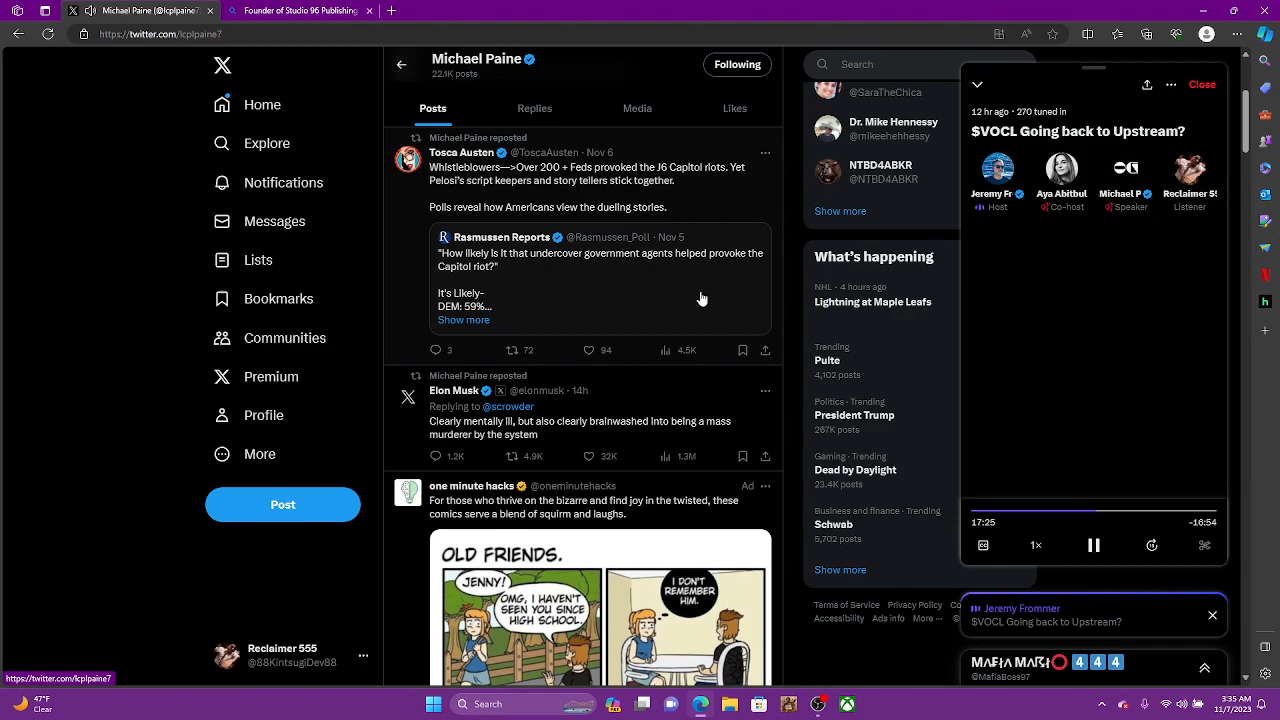 Michael Paine (@lcplpaine7)
Founder of Studio 96 Publishing
https://twitter.com/lcplpaine7
Home
Explore
Notifications
Messages
Lists
Bookmarks
Communities
Premium
Profile
More
Post
Reclaimer 555
@88KintsugiDev88
https://twitter.com/lcplpaine7
Michael Paine
22.1K posts
Following
Posts
Replies
Media
Likes
Michael Paine reposted
Tosca Austen @ToscaAusten · Nov 6
Whistleblowers—>Over 200 + Feds provoked the J6 Capitol riots. Yet
Pelosi's script keepers and story tellers stick together.
Polls reveal how Americans view the dueling stories.
Rasmussen Reports @Rasmussen_Poll · Nov 5
"How likely is it that undercover government agents helped provoke the
Capitol riot?"
It's Likely-
DEM: 59%...
Show more
3
72
94
4.5K
Michael Paine reposted
Elon Musk @elonmusk · 14h
Replying to @scrowder
Clearly mentally ill, but also clearly brainwashed into being a mass
murderer by the system
1.2K
4.9K
32K
1.3M
one minute hacks @oneminutehacks
Ad
For those who thrive on the bizarre and find joy in the twisted, these
comics serve a blend of squirm and laughs.
OLD FRIENDS.
JENNY!
OMG, I HAVEN'T
SEEN YOU SINCE
HIGH SCHOOL.
I DON'T
REMEMBER
HIM.
Search
@SaraTheChica
Dr. Mike Hennessy
@mikeehehhessy
NTBD4ABKR
@NTBD4ABKR
Show more
What's happening
NHL · 4 hours ago
Lightning at Maple Leafs
Trending
Pulte
4,102 posts
Politics · Trending
President Trump
267K posts
Gaming · Trending
Dead by Daylight
23.4K posts
Business and finance · Trending
Schwab
5,702 posts
Show more
Terms of Service
Privacy Policy
Co
Accessibility
Ads info
More ···
©
Close
12 hr ago · 270 tuned in
$VOCL Going back to Upstream?
Jeremy Fr
Aya Abitbul
Michael P
Reclaimer 5
Host
Co-host
Speaker
Listener
17:25
-16:54
CC
1×
Jeremy Frommer
$VOCL Going back to Upstream?
4 4 4
@MafiaBoss97
47°F
Clear
Search
3:35 AM
11/7/2023